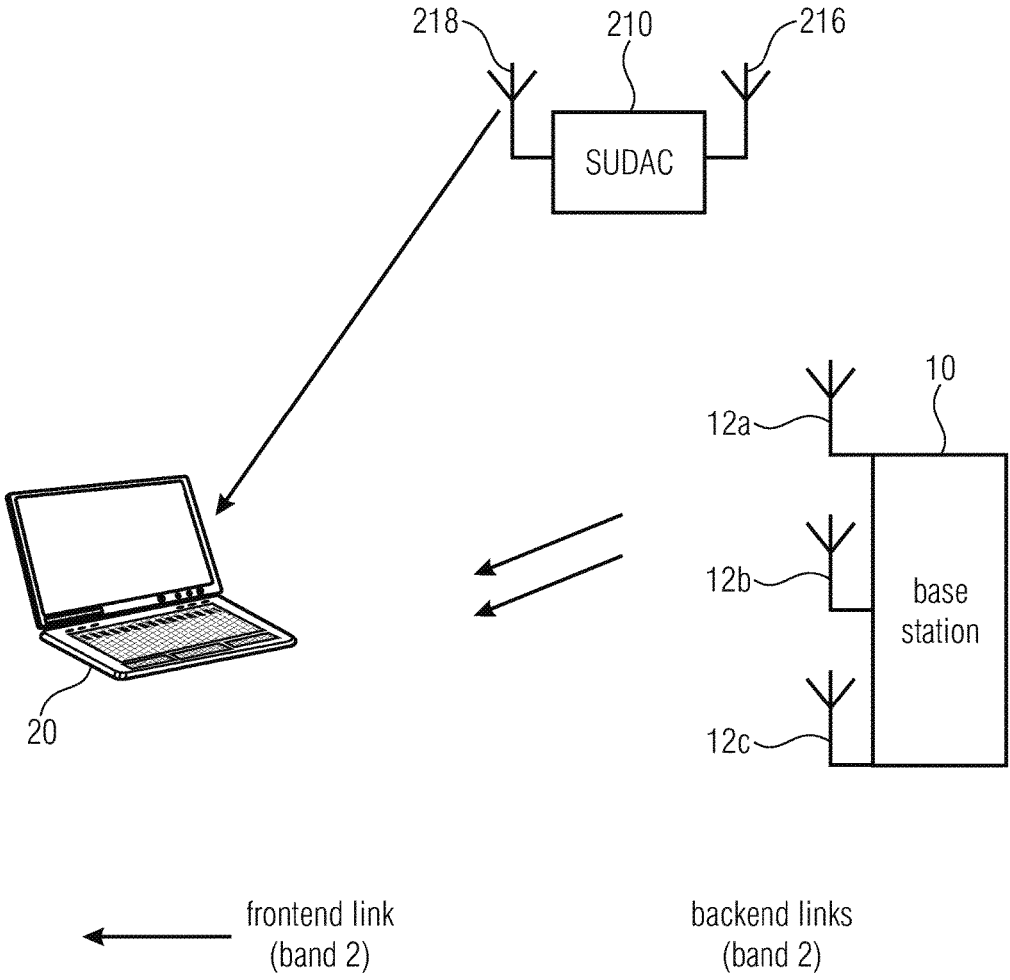 218
210
216
SUDAC
10
12a
12b
base
station
12c
20
frontend link
(band 2)
backend links
(band 2)